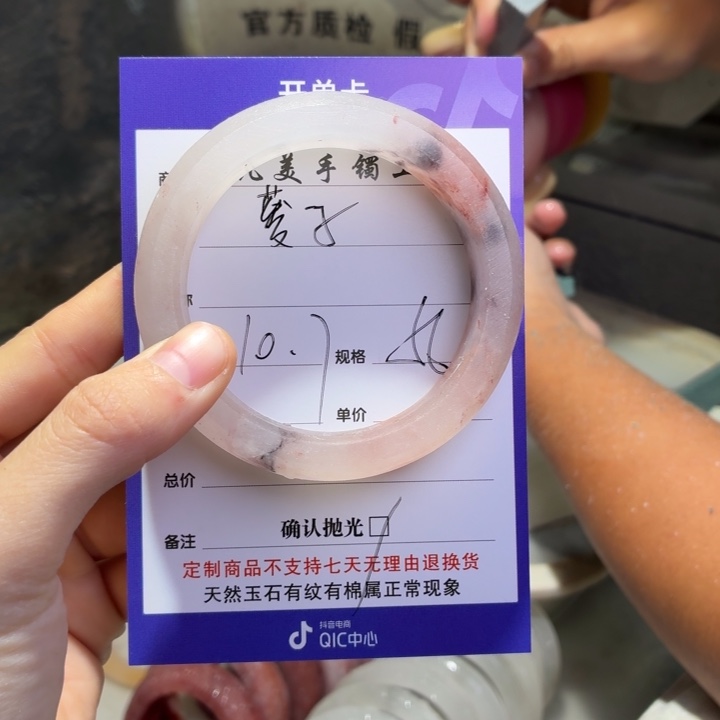 官方质检 假
开单卡
美手镯
10.7 规格
单价
总价
备注 确认抛光□
定制商品不支持七天无理由退换货
天然玉石有纹有棉属正常现象
抖音电商
QIC中心